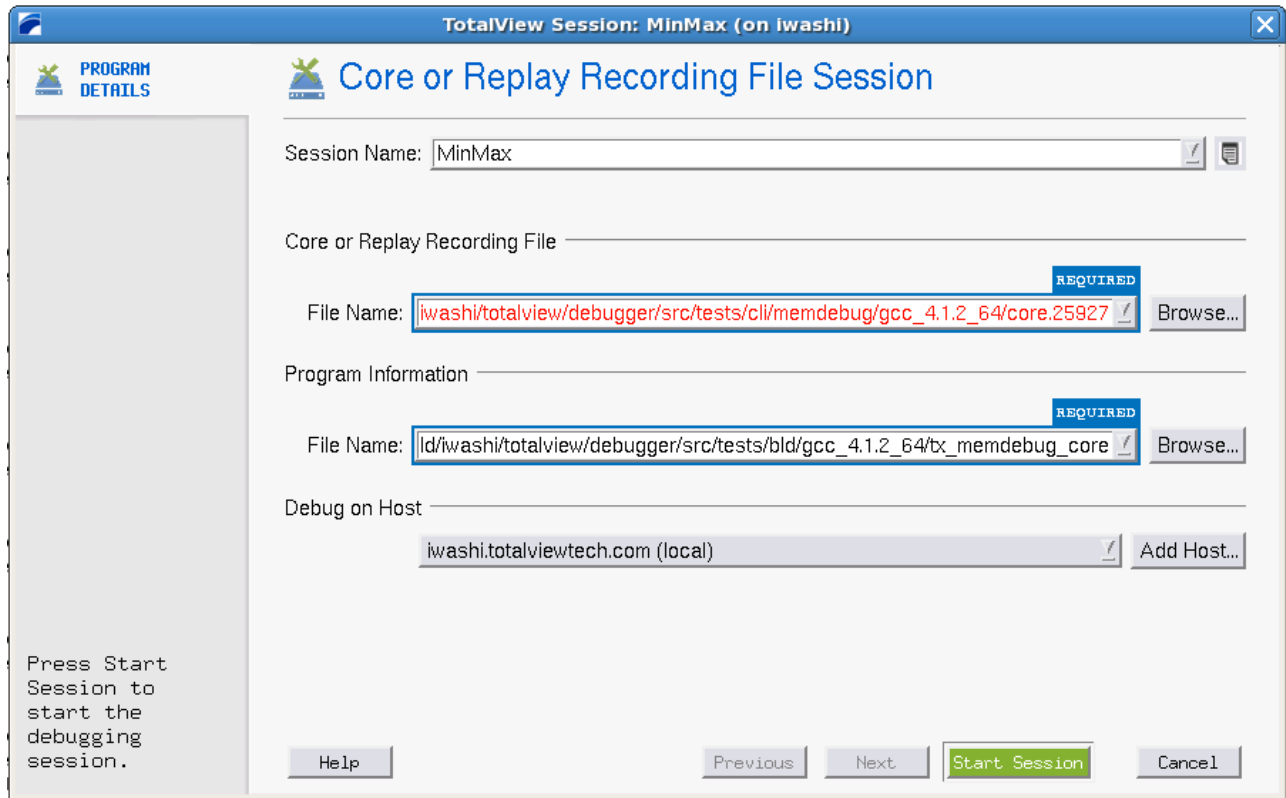 TotalView Session: MinMax (on iwashi)
PROGRAM
DETAILS
Core or Replay Recording File Session
Session Name: MinMax
Core or Replay Recording File
REQUIRED
File Name: iwashi/totalview/debugger/src/tests/cli/memdebug/gcc_4.1.2_64/core.25927 Browse...
Program Information
REQUIRED
File Name: ld/iwashi/totalview/debugger/src/tests/bld/gcc_4.1.2_64/tx_memdebug_core Browse...
Debug on Host
iwashi.totalviewtech.com (local) Add Host...
Press Start
Session to
start the
debugging
session.
Help Previous Next Start Session Cancel